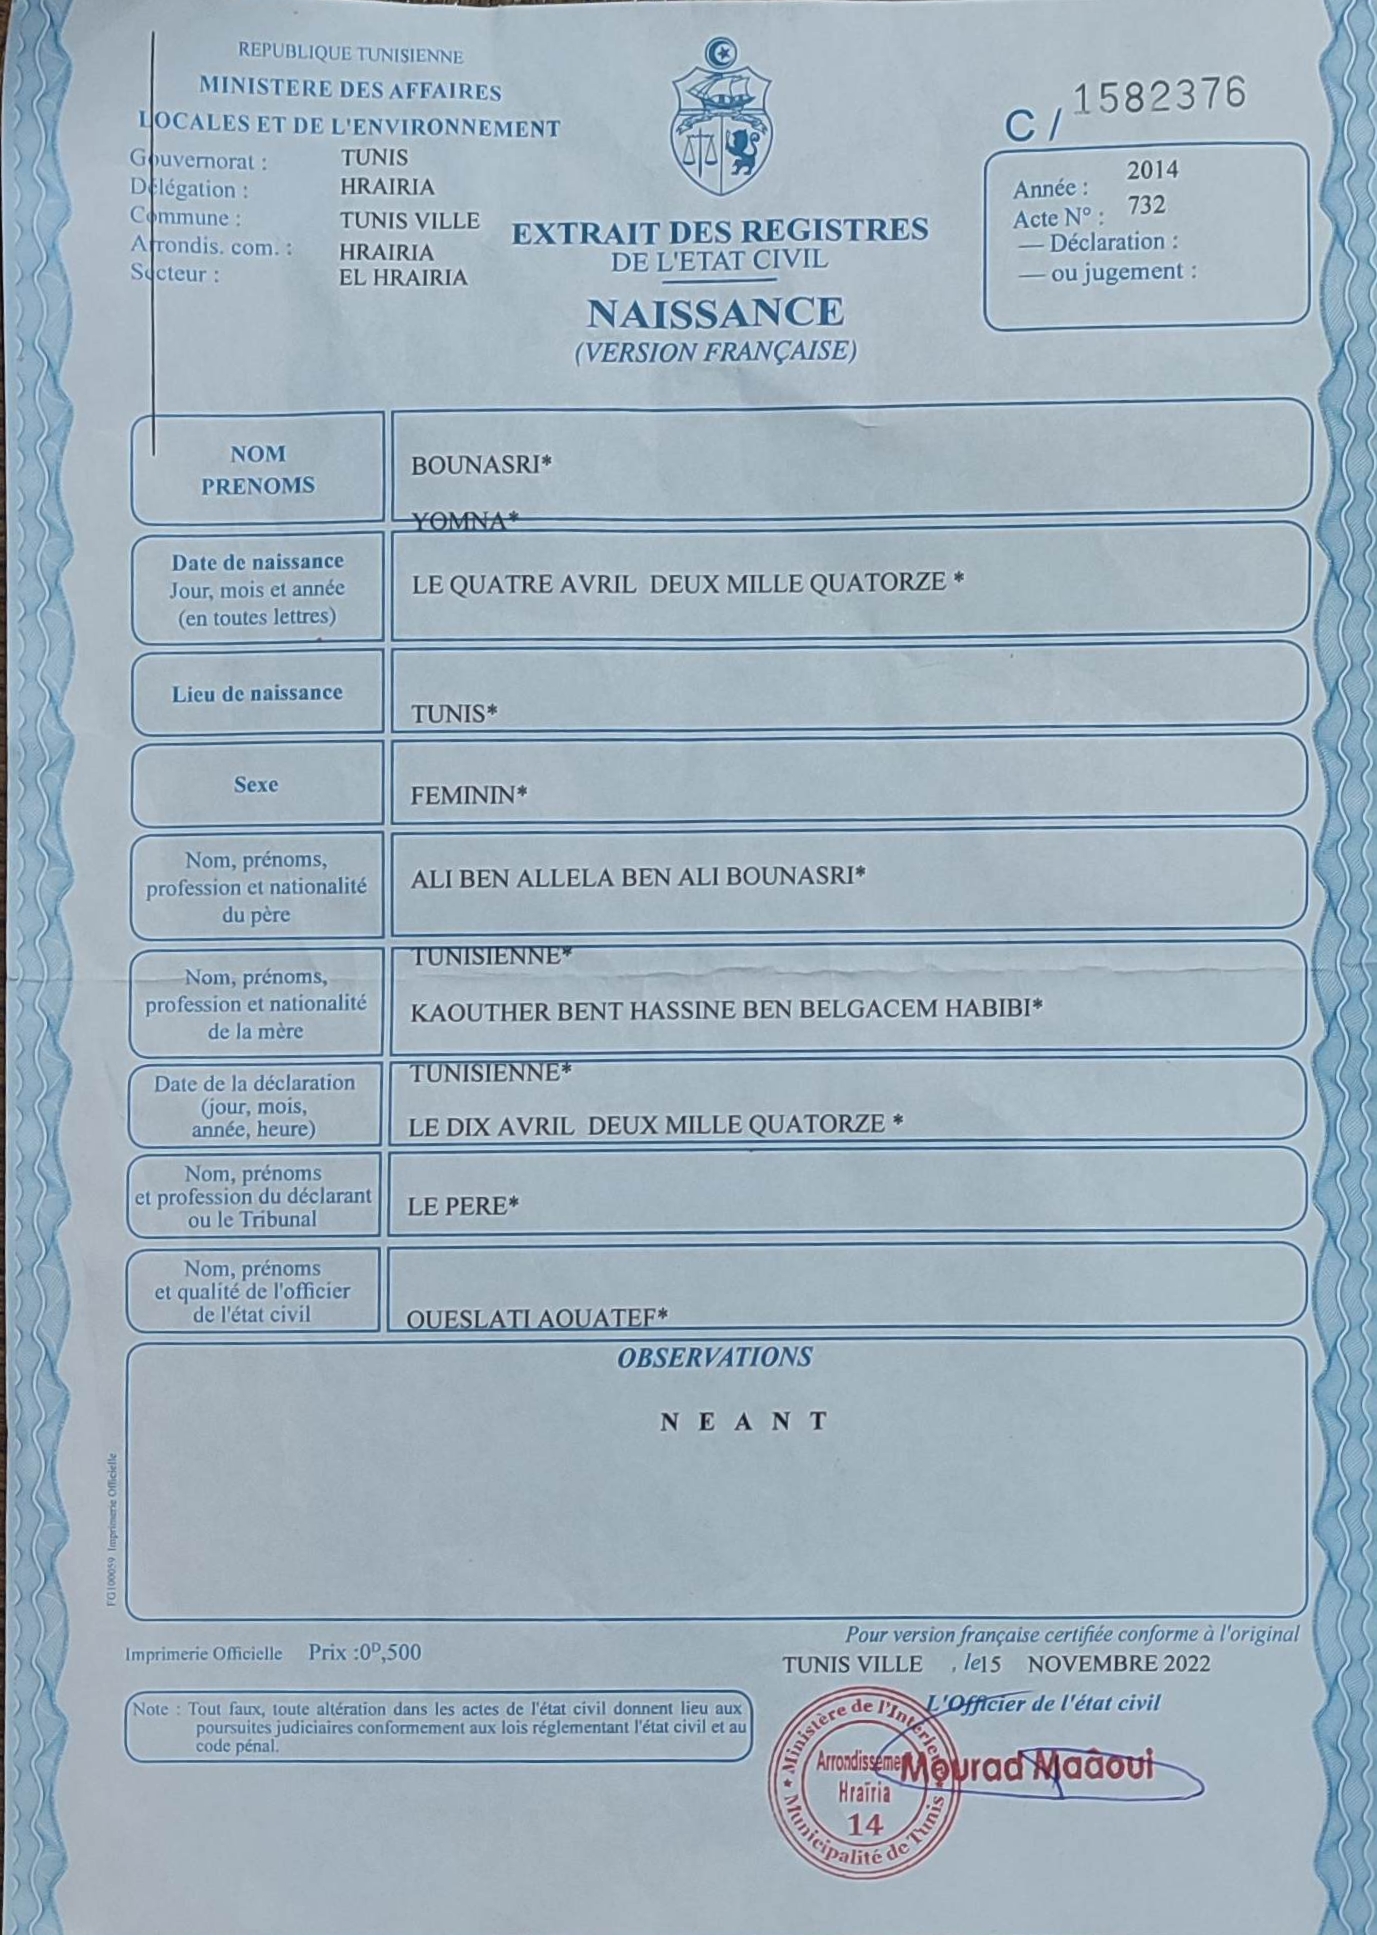 REPUBLIQUE TUNISIENNE
MINISTERE DES AFFAIRES
LOCALES ET DE L'ENVIRONNEMENT
Gouvernorat : TUNIS
Délégation : HRAIRIA
Commune : TUNIS VILLE
Arrondis. com. : HRAIRIA
Secteur : EL HRAIRIA
EXTRAIT DES REGISTRES
DE L'ETAT CIVIL
NAISSANCE
(VERSION FRANÇAISE)
C / 1582376
Année : 2014
Acte N° : 732
— Déclaration :
— ou jugement :
NOM
PRENOMS
BOUNASRI*
YOMNA*
Date de naissance
Jour, mois et année
(en toutes lettres)
LE QUATRE AVRIL DEUX MILLE QUATORZE *
Lieu de naissance
TUNIS*
Sexe
FEMININ*
Nom, prénoms,
profession et nationalité
du père
ALI BEN ALLELA BEN ALI BOUNASRI*
TUNISIENNE*
Nom, prénoms,
profession et nationalité
de la mère
KAOUTHER BENT HASSINE BEN BELGACEM HABIBI*
TUNISIENNE*
Date de la déclaration
(jour, mois,
année, heure)
LE DIX AVRIL DEUX MILLE QUATORZE *
Nom, prénoms
et profession du déclarant
ou le Tribunal
LE PERE*
Nom, prénoms
et qualité de l'officier
de l'état civil
OUESLATI AOUATEF*
OBSERVATIONS
N E A N T
FG100059 Imprimerie Officielle
Imprimerie Officielle Prix :0ᴰ,500
Note : Tout faux, toute altération dans les actes de l'état civil donnent lieu aux
poursuites judiciaires conformement aux lois réglementant l'état civil et au
code pénal.
Pour version française certifiée conforme à l'original
TUNIS VILLE , le15 NOVEMBRE 2022
L'Officier de l'état civil
Mourad Maâoui
Ministère de l'Intérieur
Arrondissement
Hraïria
14
Municipalité de Tunis